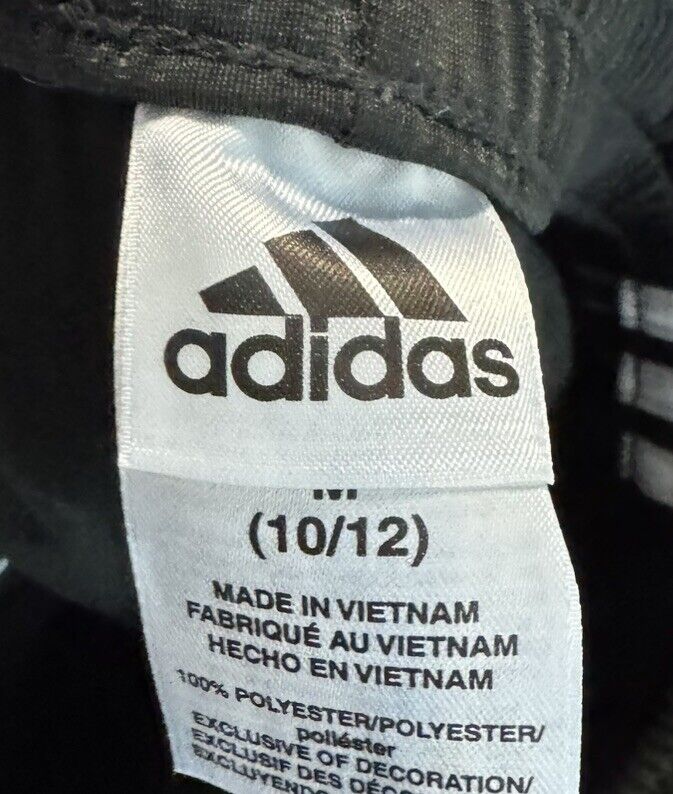 adidas
M
(10/12)
MADE IN VIETNAM
FABRIQUÉ AU VIETNAM
HECHO EN VIETNAM
100% POLYESTER/POLYESTER/
poliéster
EXCLUSIVE OF DECORATION/
EXCLUSIF DES
EXCLUYENDO